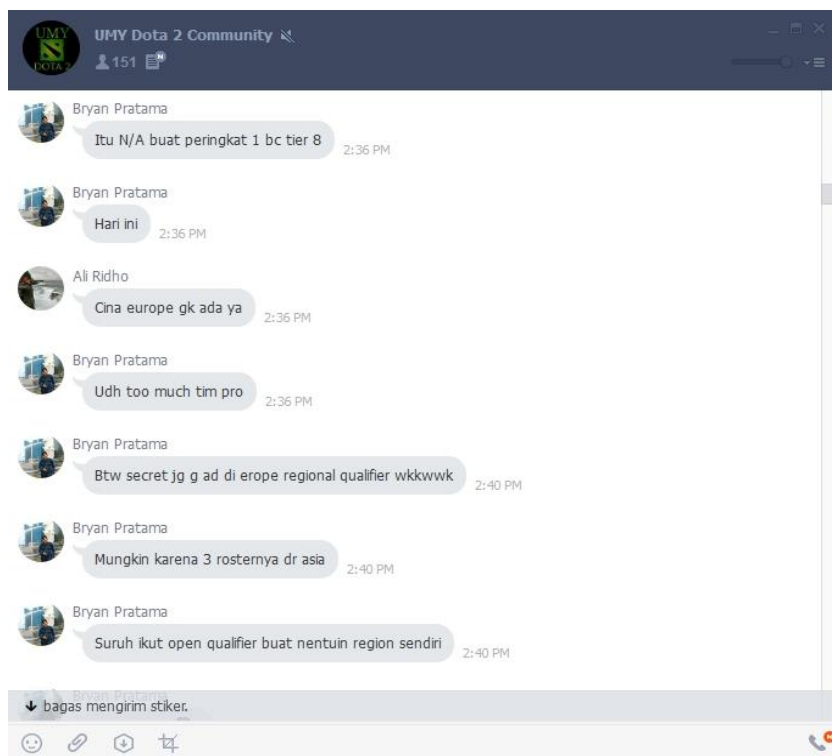 UMY
DOTA 2
UMY Dota 2 Community
151
N
Bryan Pratama
Itu N/A buat peringkat 1 bc tier 8
2:36 PM
Bryan Pratama
Hari ini
2:36 PM
Ali Ridho
Cina europe gk ada ya
2:36 PM
Bryan Pratama
Udh too much tim pro
2:36 PM
Bryan Pratama
Btw secret jg g ad di erope regional qualifier wkkwwk
2:40 PM
Bryan Pratama
Mungkin karena 3 rosternya dr asia
2:40 PM
Bryan Pratama
Suruh ikut open qualifier buat nentuin region sendiri
2:40 PM
Bryan Pratama
bagas mengirim stiker.